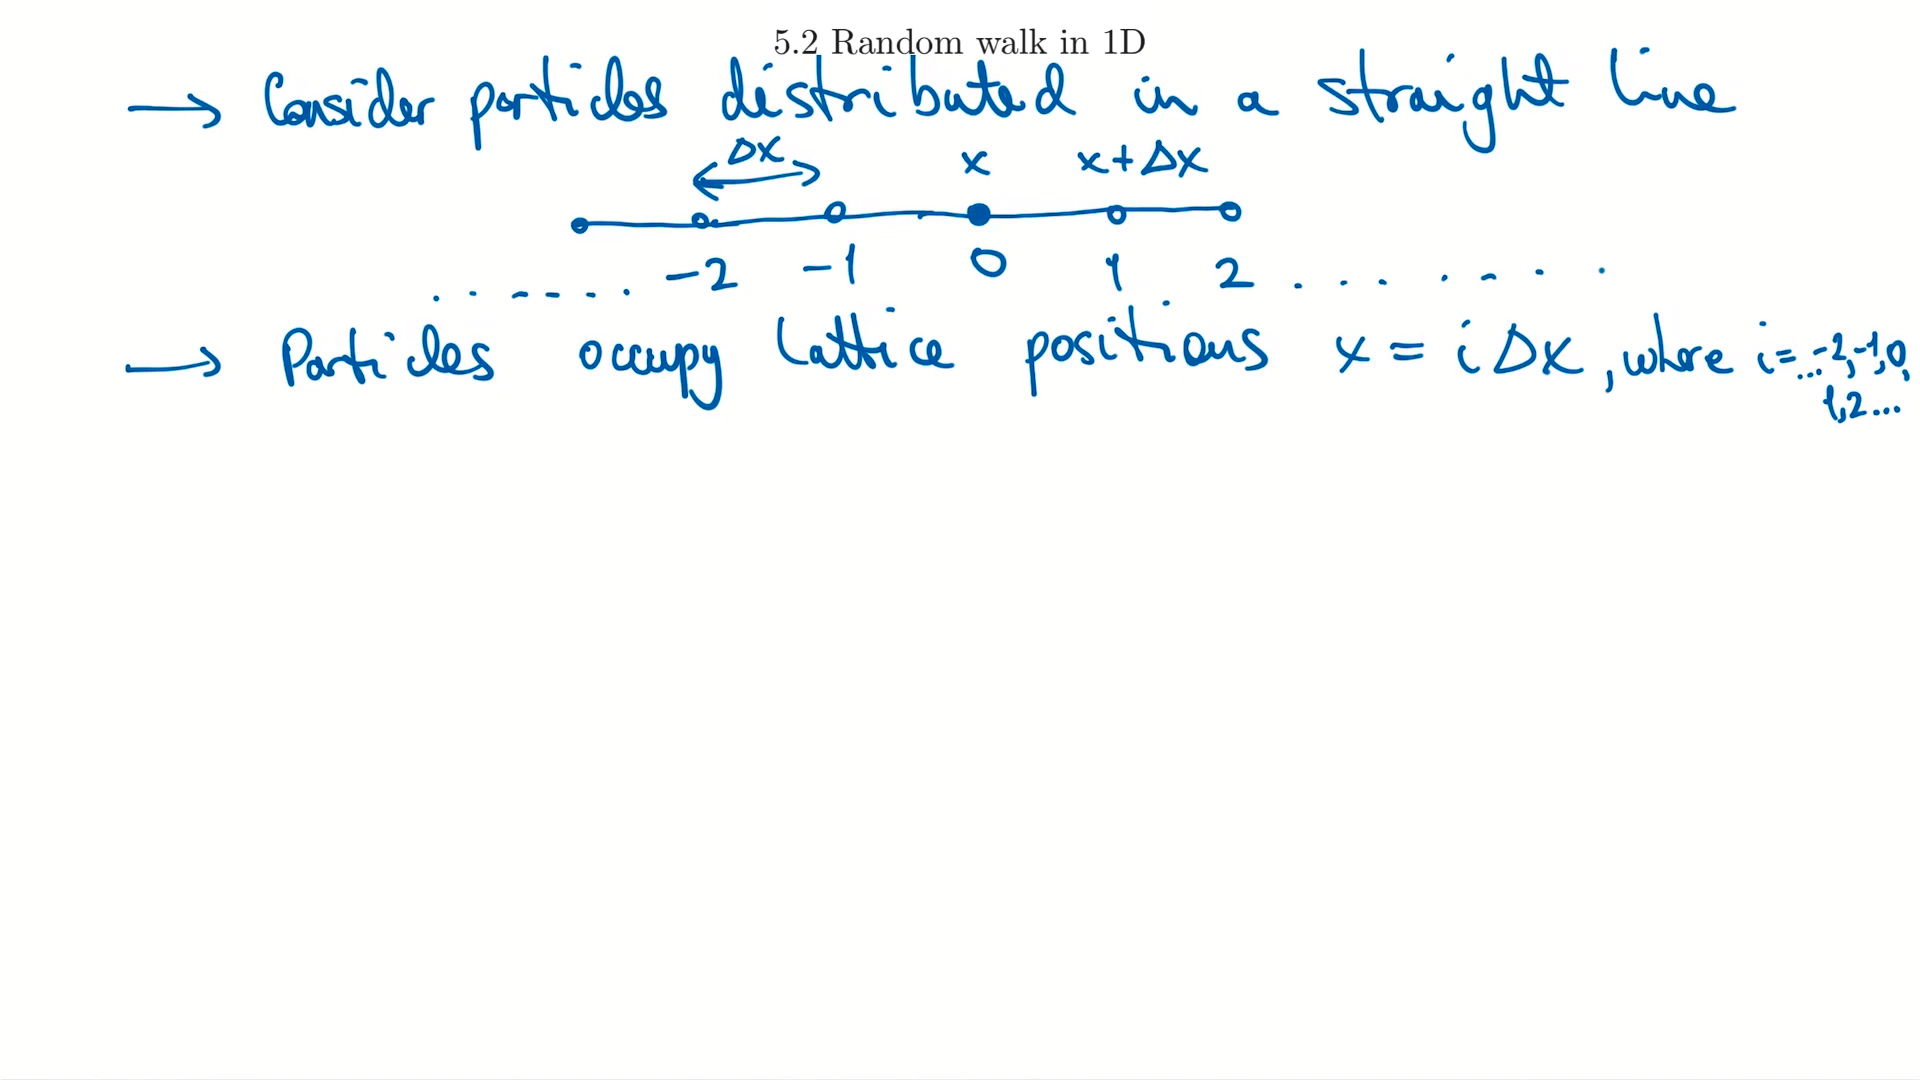 5.2 Random walk in 1D
→ Consider particles distributed in a straight line
Δx x x+Δx
...... -2 -1 0 1 2 .......
→ Particles occupy lattice positions x = iΔx, where i=...-2,-1,0,
1,2...